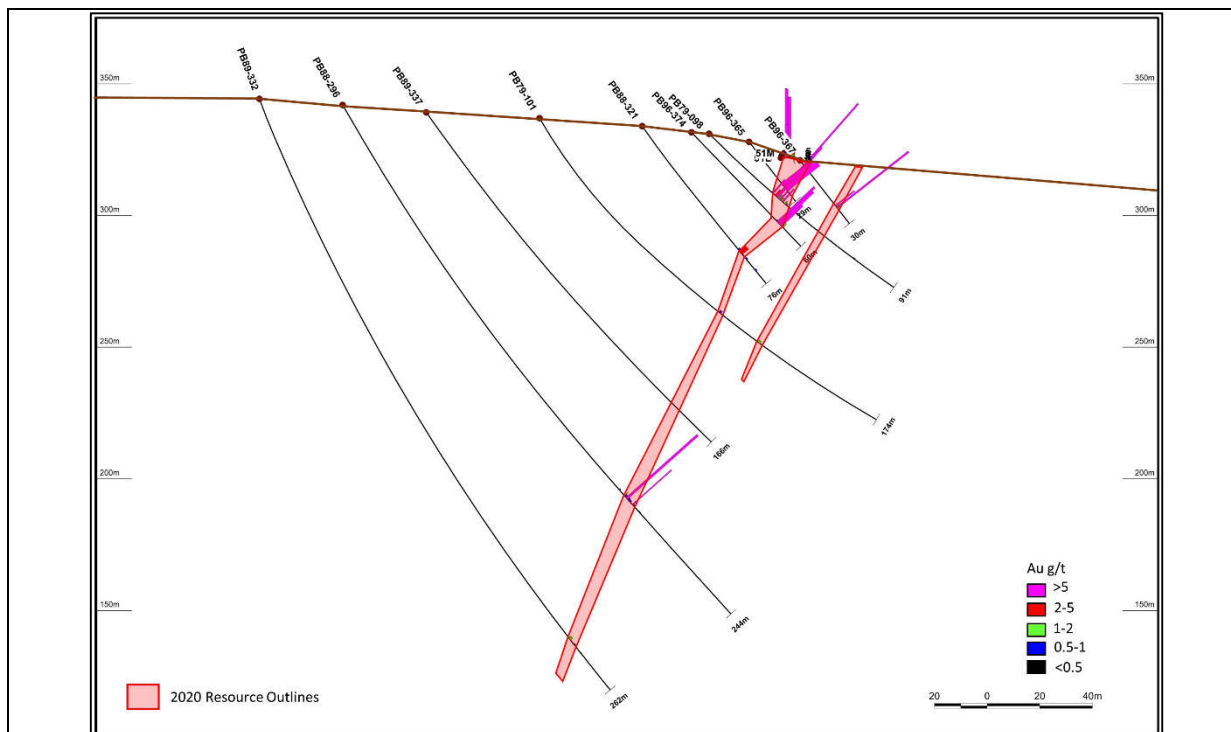 PB89-332
PB88-296
PB89-337
PB79-101
PB88-321
PB96-374
PB79-098
PB96-365
PB96-367
350m
350m
51M
300m
300m
29m
30m
60m
76m
91m
250m
250m
174m
166m
200m
200m
150m
150m
244m
262m
Au g/t
>5
2-5
1-2
0.5-1
<0.5
2020 Resource Outlines
20 0 20 40m